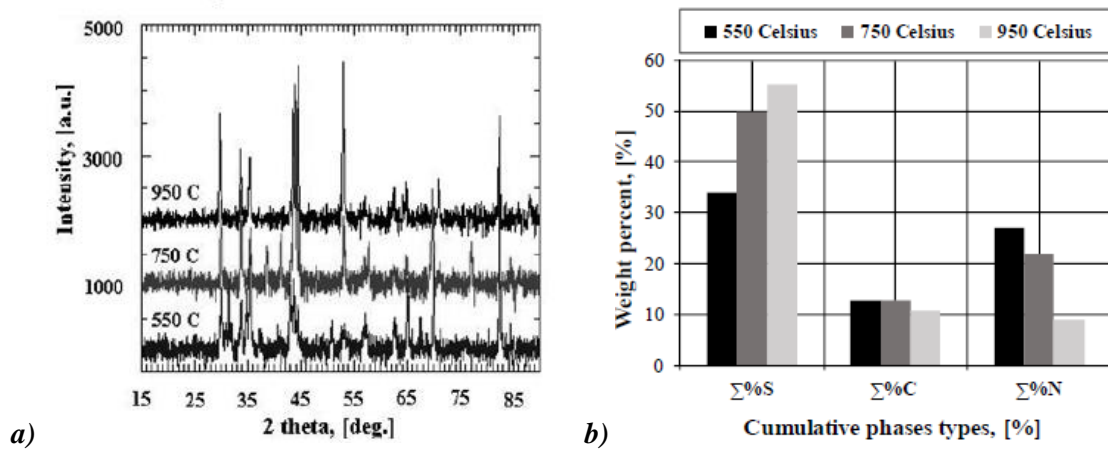 5000
Intensity, [a.u.]
3000
1000
950 C
750 C
550 C
15 25 35 45 55 65 75 85
2 theta, [deg.]
a)
550 Celsius 750 Celsius 950 Celsius
Weight percent, [%]
60
50
40
30
20
10
0
∑%S ∑%C ∑%N
Cumulative phases types, [%]
b)